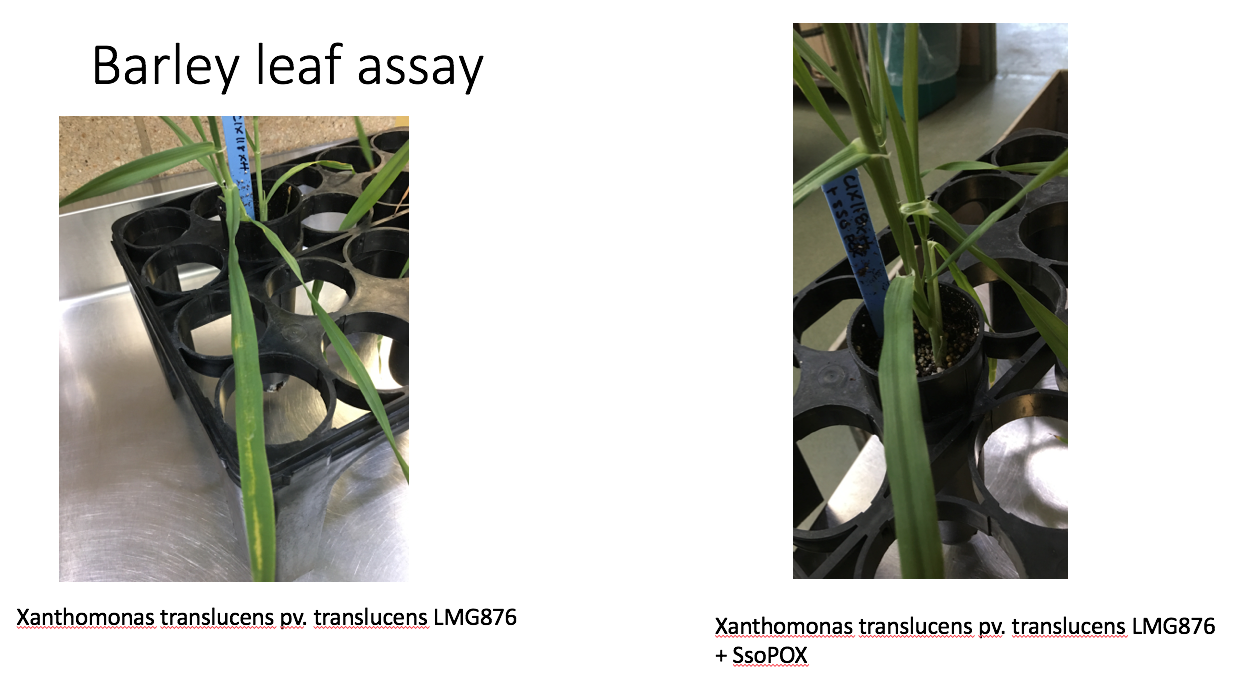 Barley leaf assay
Xanthomonas translucens pv. translucens LMG876
Xanthomonas translucens pv. translucens LMG876
+ SsoPOX